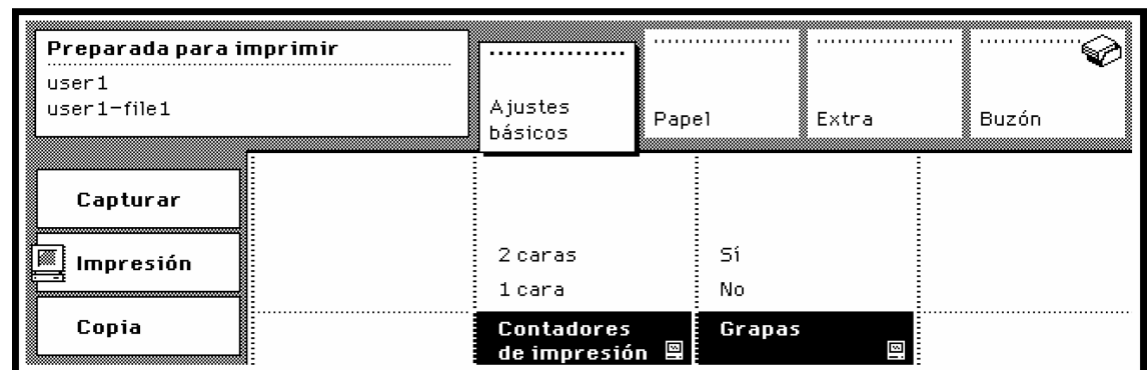 Preparada para imprimir
user1
user1-file1
Ajustes
básicos
Papel
Extra
Buzón
Capturar
Impresión
Copia
2 caras
1 cara
Contadores
de impresión
Sí
No
Grapas